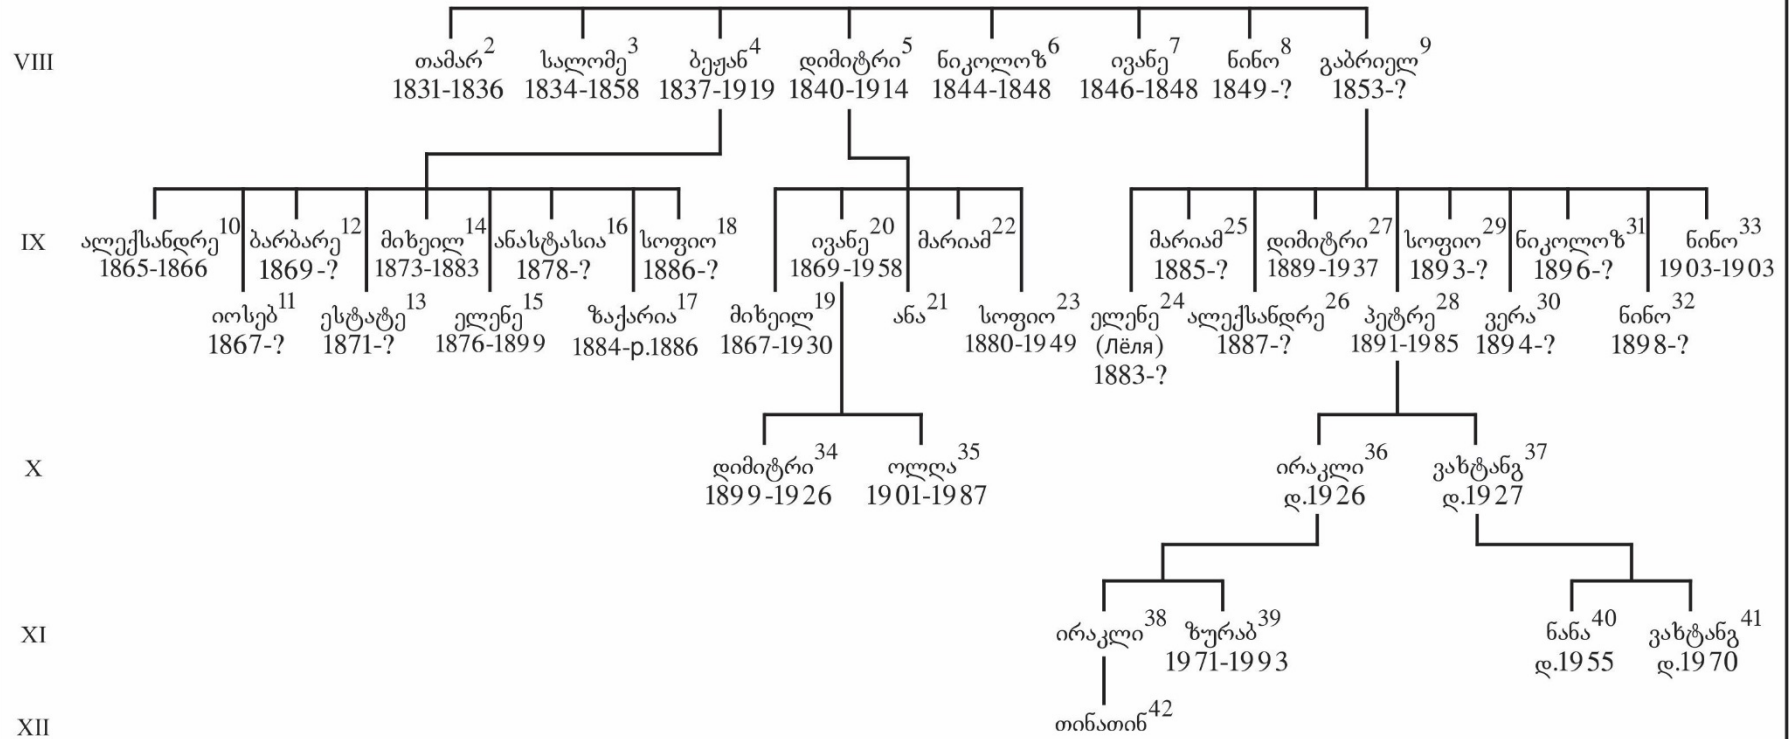 VIII
თამარ2 სალომე3 ბეჟან4 დიმიტრი5 ნიკოლოზ6 ივანე7 ნინო8 გაბრიელ9
1831-1836 1834-1858 1837-1919 1840-1914 1844-1848 1846-1848 1849-? 1853-?
IX
ალექსანდრე10 ბარბარე12 მიხეილ14 ანასტასია16 სოფიო18 ივანე20 მარიამ22 მარიამ25 დიმიტრი27 სოფიო29 ნიკოლოზ31 ნინო33
1865-1866 1869-? 1873-1883 1878-? 1886-? 1869-1958 1885-? 1889-1937 1893-? 1896-? 1903-1903
იოსებ11 ესტატე13 ელენე15 ზაქარია17 მიხეილ19 ანა21 სოფიო23 ელენე24 ალექსანდრე26 პეტრე28 ვერა30 ნინო32
1867-? 1871-? 1876-1899 1884-р.1886 1867-1930 1880-1949 (Лёля) 1887-? 1891-1985 1894-? 1898-?
1883-?
X
დიმიტრი34 ოლღა35 ირაკლი36 ვახტანგ37
1899-1926 1901-1987 დ.1926 დ.1927
XI
ირაკლი38 ზურაბ39 ნანა40 ვახტანგ41
1971-1993 დ.1955 დ.1970
XII
თინათინ42